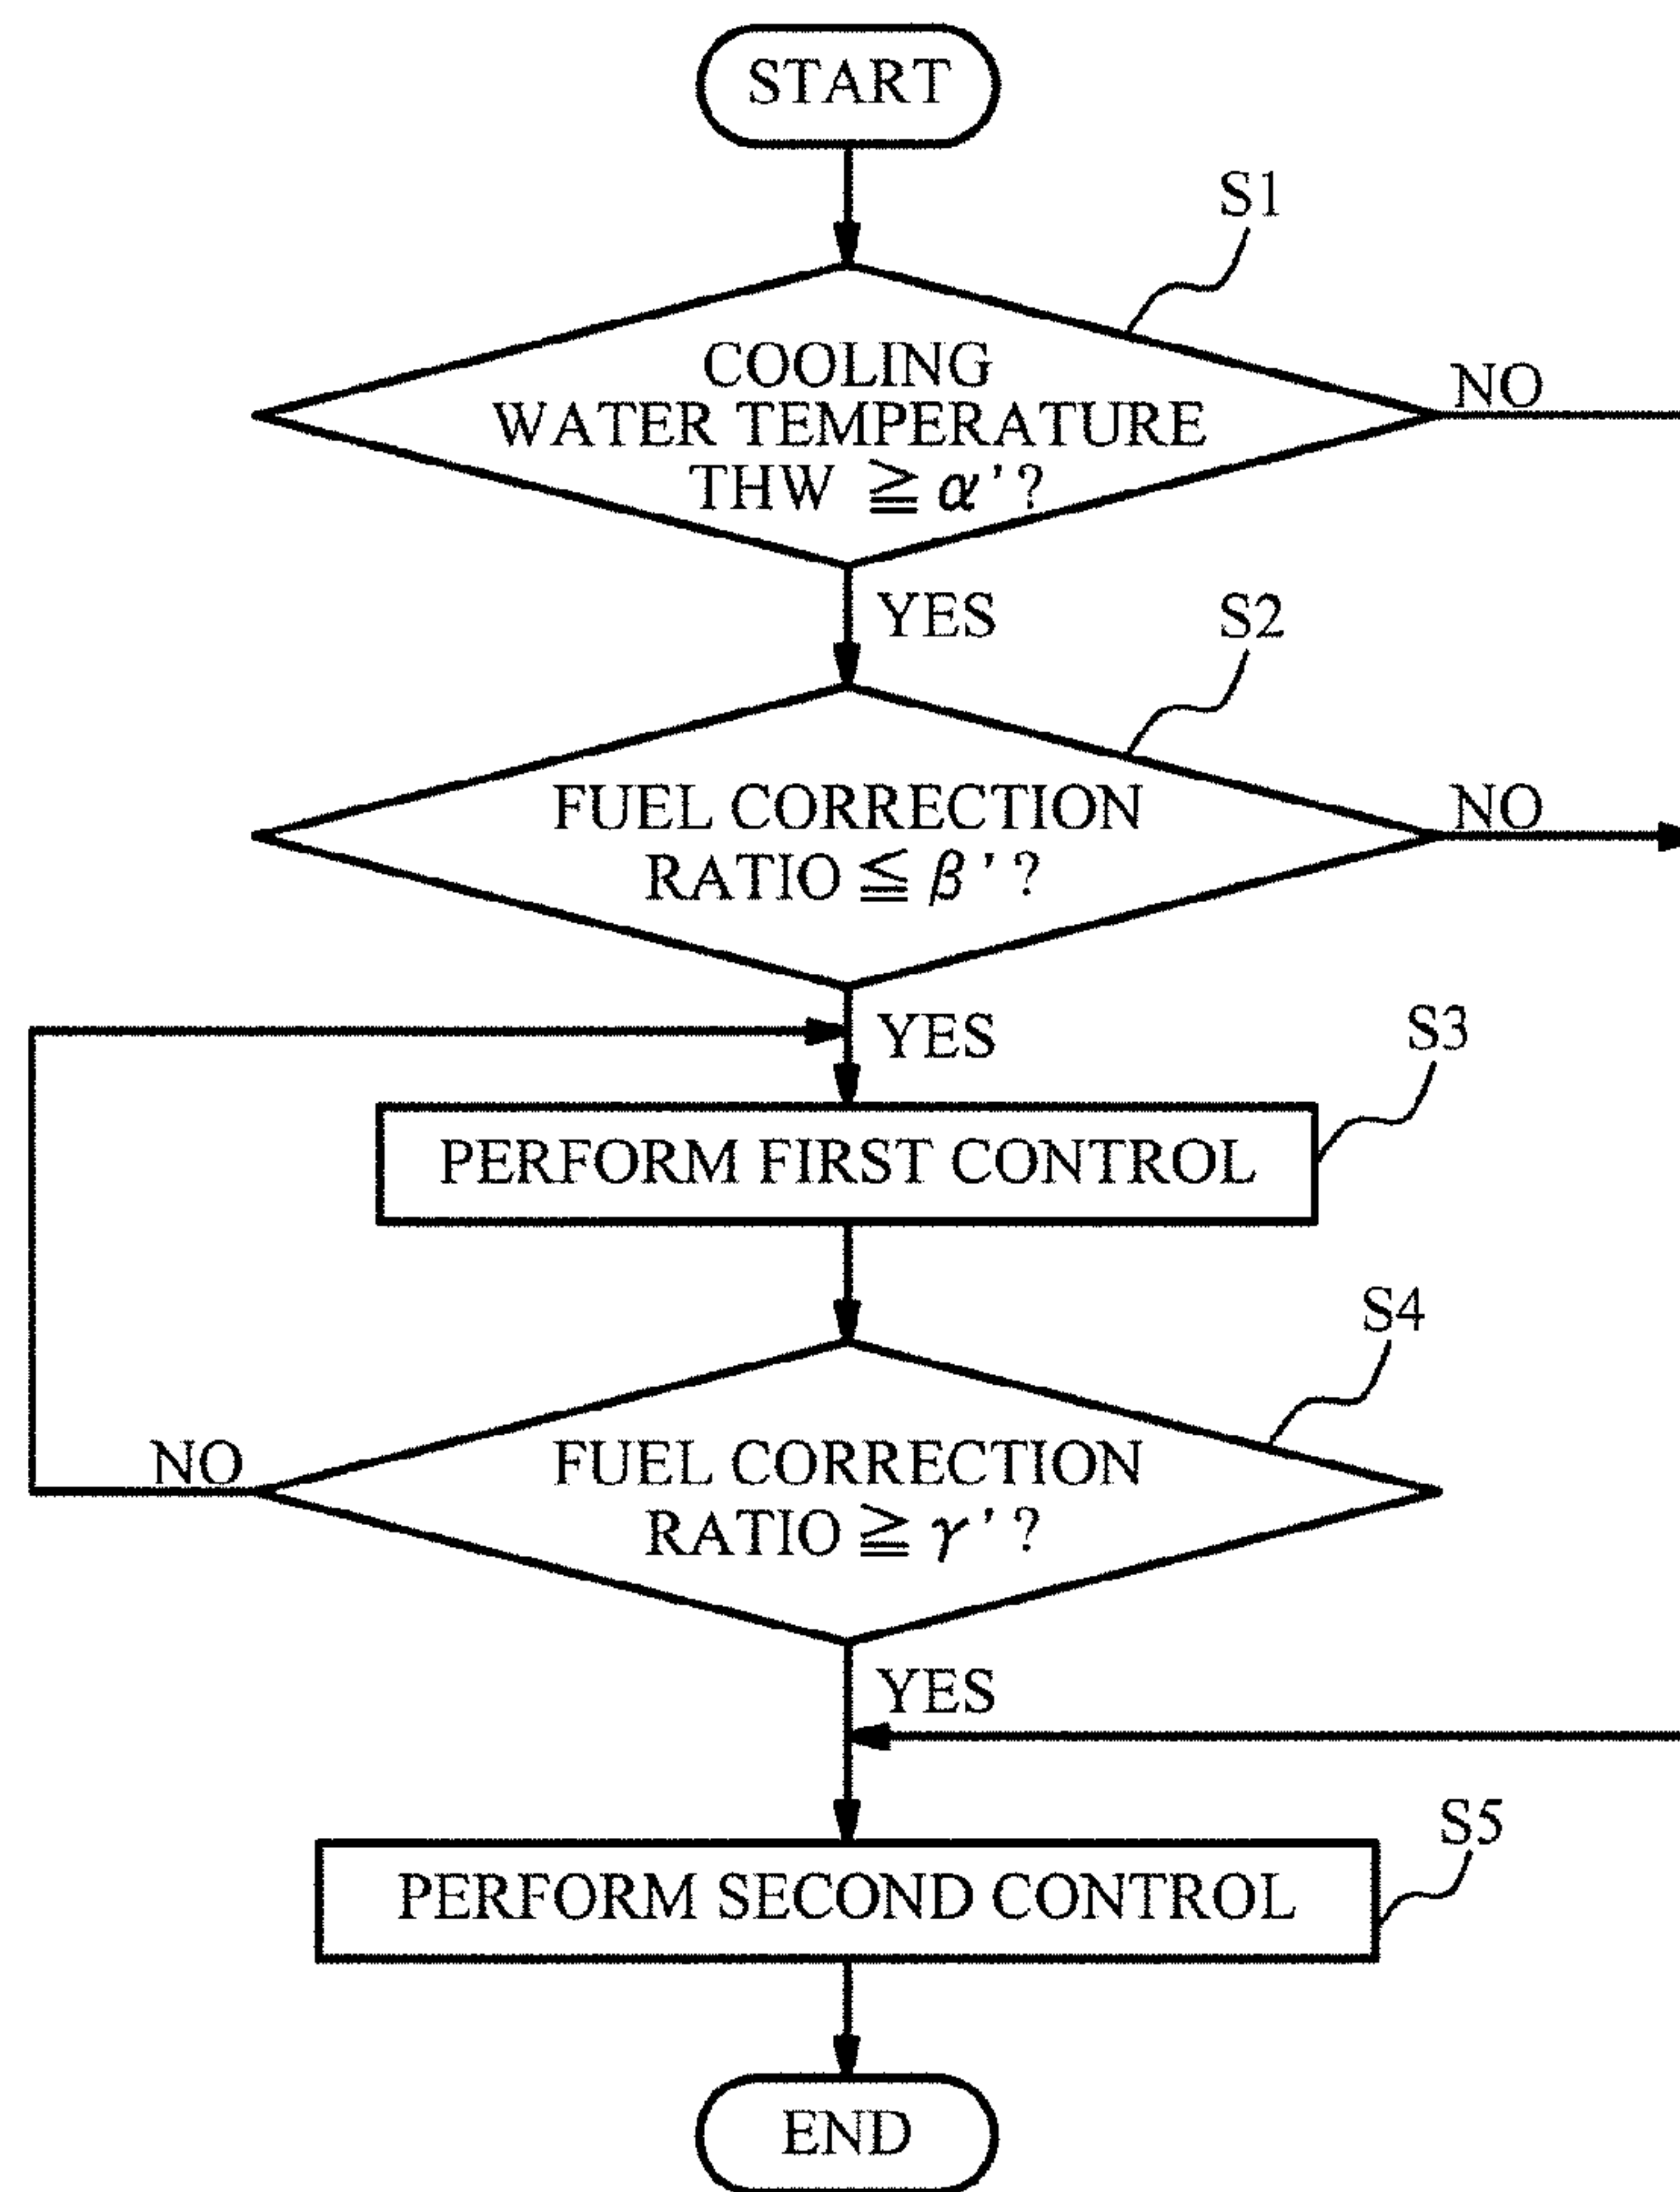 START
S1
COOLING
WATER TEMPERATURE
THW ≧ α'?
NO
YES
S2
FUEL CORRECTION
RATIO ≦ β'?
NO
YES
S3
PERFORM FIRST CONTROL
S4
FUEL CORRECTION
RATIO ≧ γ'?
NO
YES
S5
PERFORM SECOND CONTROL
END